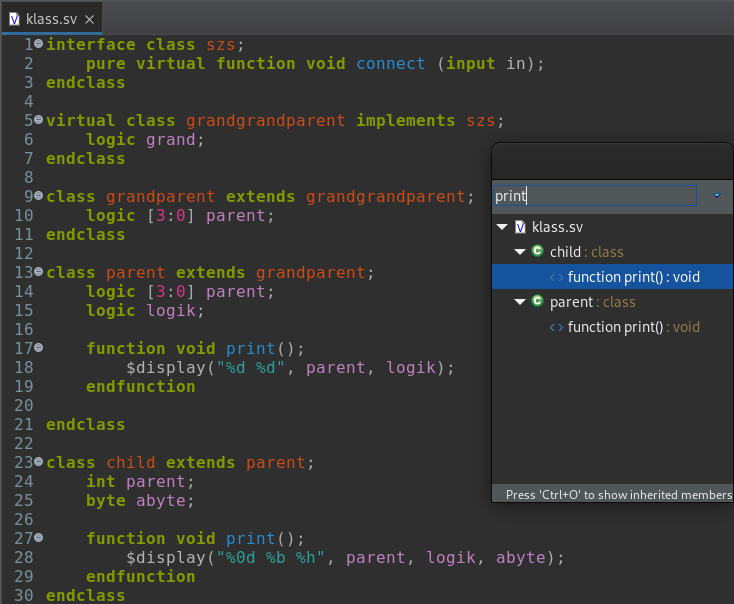 klass.sv
1 interface class szs;
2 pure virtual function void connect (input in);
3 endclass
4
5 virtual class grandgrandparent implements szs;
6 logic grand;
7 endclass
8
9 class grandparent extends grandgrandparent;
10 logic [3:0] parent;
11 endclass
12
13 class parent extends grandparent;
14 logic [3:0] parent;
15 logic logik;
16
17 function void print();
18 $display("%d %d", parent, logik);
19 endfunction
20
21 endclass
22
23 class child extends parent;
24 int parent;
25 byte abyte;
26
27 function void print();
28 $display("%0d %b %h", parent, logik, abyte);
29 endfunction
30 endclass
print
klass.sv
child : class
function print() : void
parent : class
function print() : void
Press 'Ctrl+O' to show inherited members